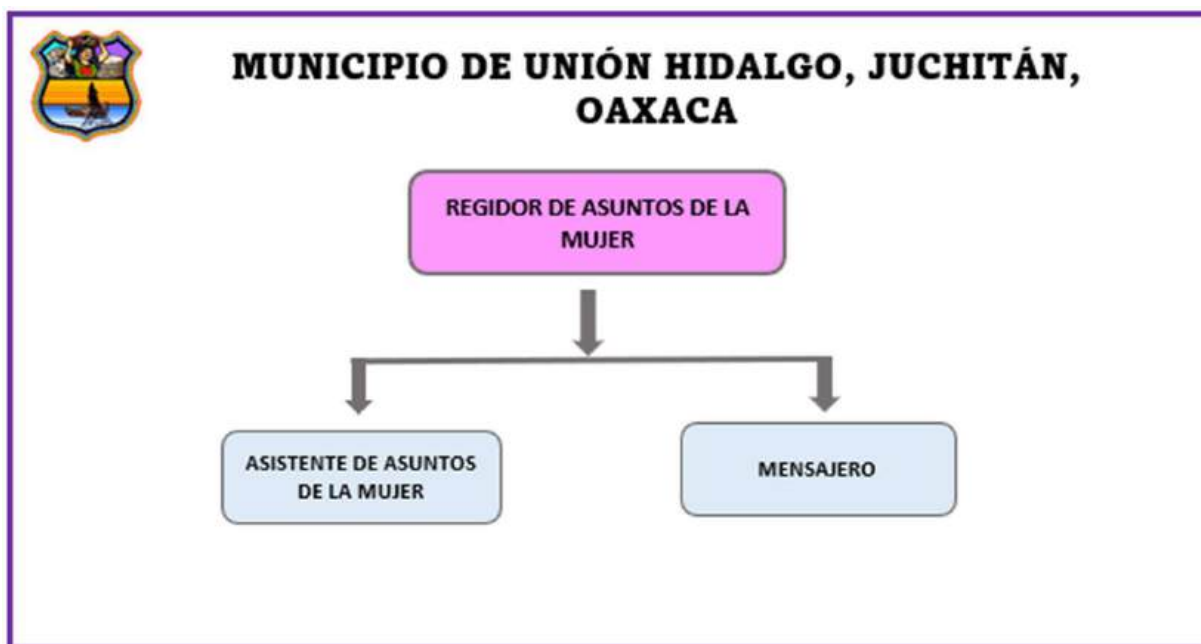 MUNICIPIO DE UNIÓN HIDALGO, JUCHITÁN,
OAXACA
REGIDOR DE ASUNTOS DE LA
MUJER
ASISTENTE DE ASUNTOS
DE LA MUJER
MENSAJERO